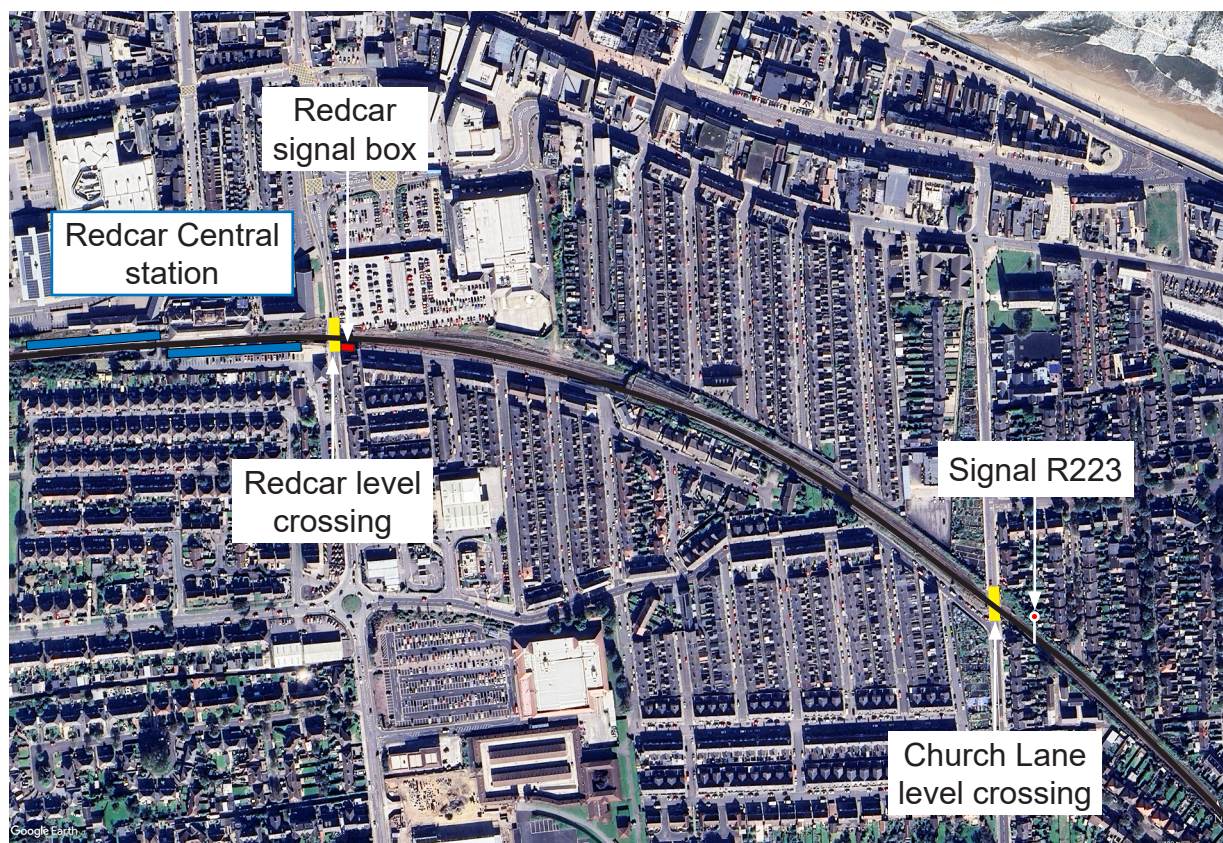 Redcar
signal box
Redcar Central
station
Redcar level
crossing
Signal R223
Church Lane
level crossing
Google Earth